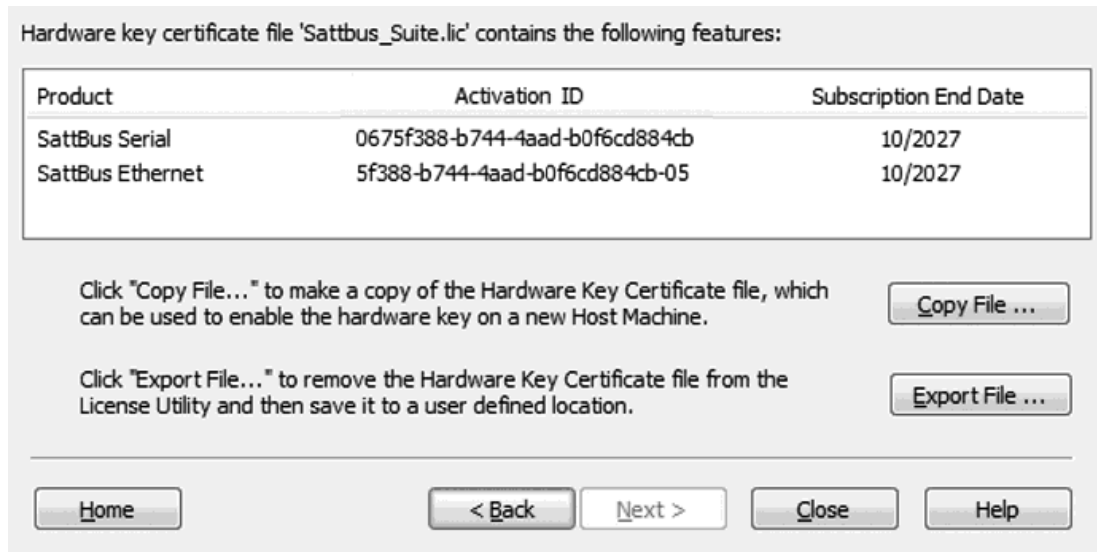 Hardware key certificate file 'Sattbus_Suite.lic' contains the following features:
Product Activation ID Subscription End Date
SattBus Serial 0675f388-b744-4aad-b0f6cd884cb 10/2027
SattBus Ethernet 5f388-b744-4aad-b0f6cd884cb-05 10/2027
Click "Copy File..." to make a copy of the Hardware Key Certificate file, which
can be used to enable the hardware key on a new Host Machine.
Copy File ...
Click "Export File..." to remove the Hardware Key Certificate file from the
License Utility and then save it to a user defined location.
Export File ...
Home < Back Next > Close Help